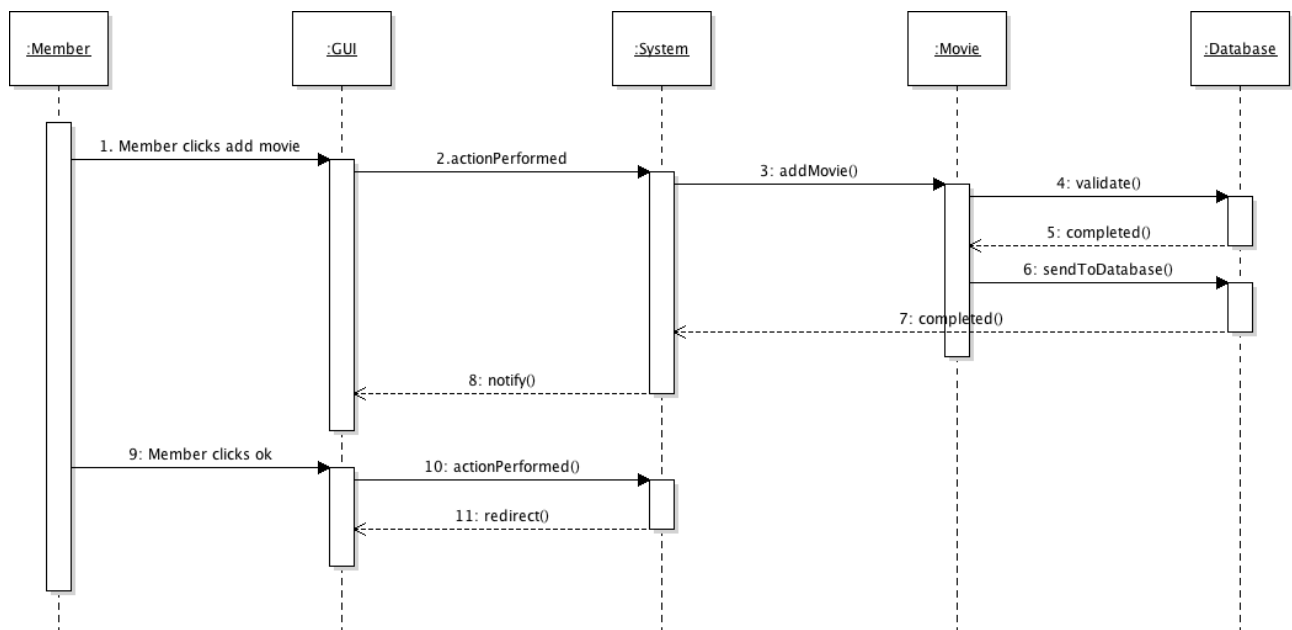 :Member
:GUI
:System
:Movie
:Database
1. Member clicks add movie
2.actionPerformed
3: addMovie()
4: validate()
5: completed()
6: sendToDatabase()
7: completed()
8: notify()
9: Member clicks ok
10: actionPerformed()
11: redirect()